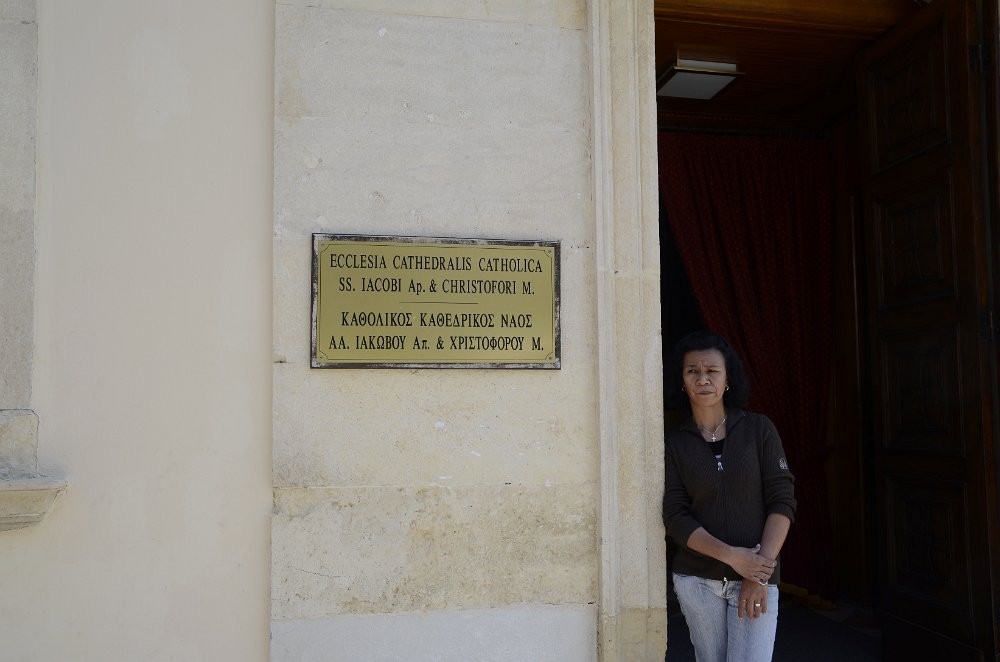 ECCLESIA CATHEDRALIS CATHOLICA
SS. IACOBI Ap. & CHRISTOFORI M.
ΚΑΘΟΛΙΚΟΣ ΚΑΘΕΔΡΙΚΟΣ ΝΑΟΣ
ΑΑ. ΙΑΚΩΒΟΥ Απ. & ΧΡΙΣΤΟΦΟΡΟΥ Μ.